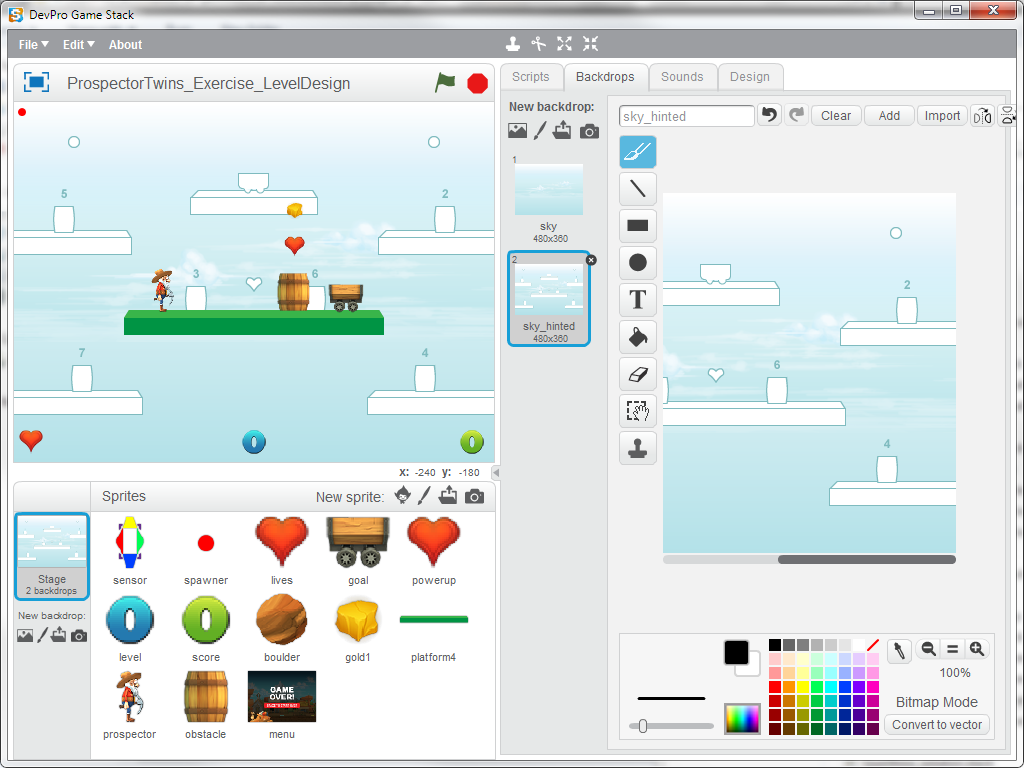 DevPro Game Stack
File Edit About
ProspectorTwins_Exercise_LevelDesign
5
2
3
6
7
4
0
0
x: -240 y: -180
Sprites
New sprite:
Stage
2 backdrops
New backdrop:
sensor
spawner
lives
goal
powerup
0
level
0
score
boulder
gold1
platform4
prospector
obstacle
GAME
OVER!
menu
Scripts
Backdrops
Sounds
Design
New backdrop:
1
sky
480x360
2
sky_hinted
480x360
sky_hinted
Clear
Add
Import
T
2
6
4
100%
Bitmap Mode
Convert to vector